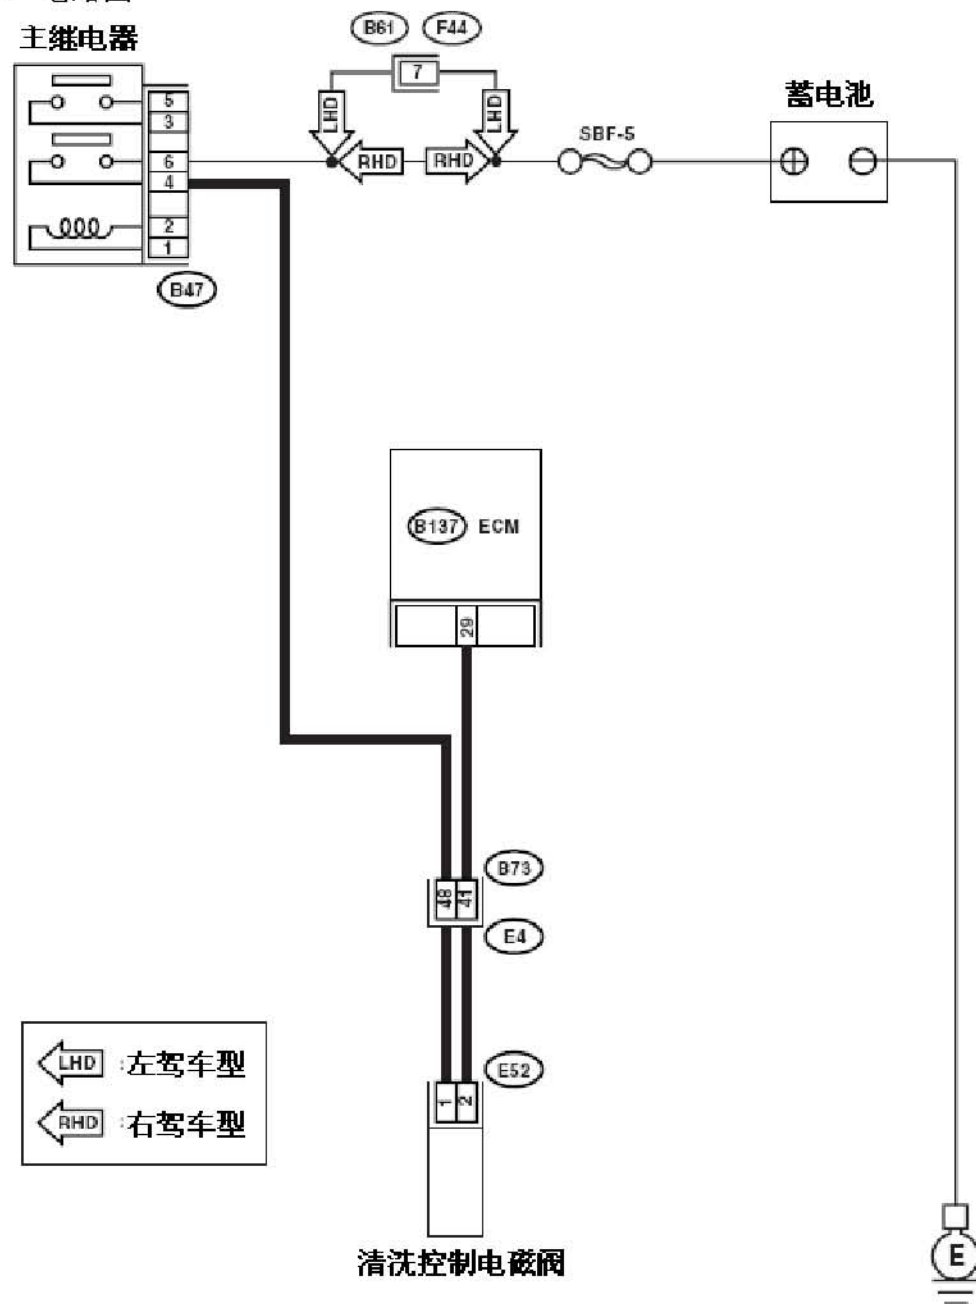 主继电器
B61
F44
7
5
3
6
4
2
1
LHD
LHD
RHD
RHD
SBF-5
蓄电池
B47
B137 ECM
29
B73
48
41
E4
E52
1
2
LHD :左驾车型
RHD :右驾车型
清洗控制电磁阀
E